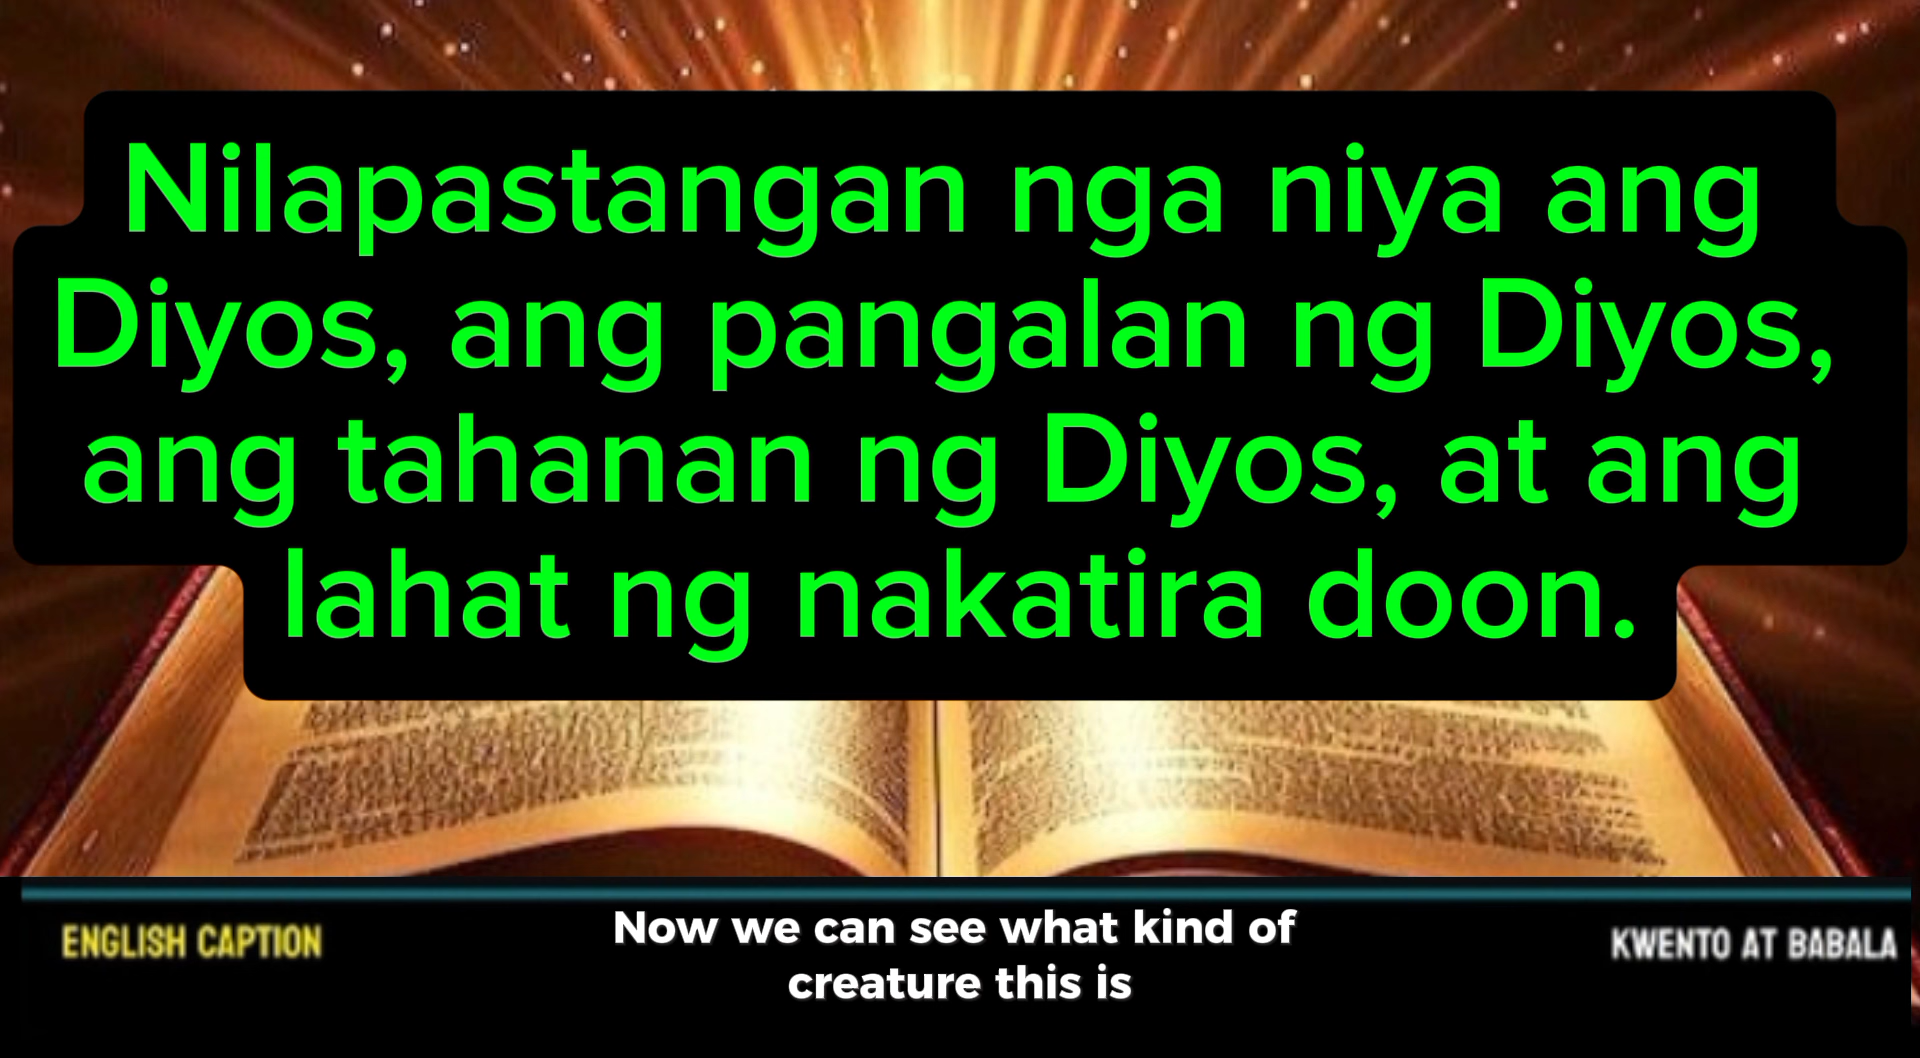 Nilapastangan nga niya ang
Diyos, ang pangalan ng Diyos,
ang tahanan ng Diyos, at ang
lahat ng nakatira doon.
ENGLISH CAPTION
Now we can see what kind of
creature this is
KWENTO AT BABALA